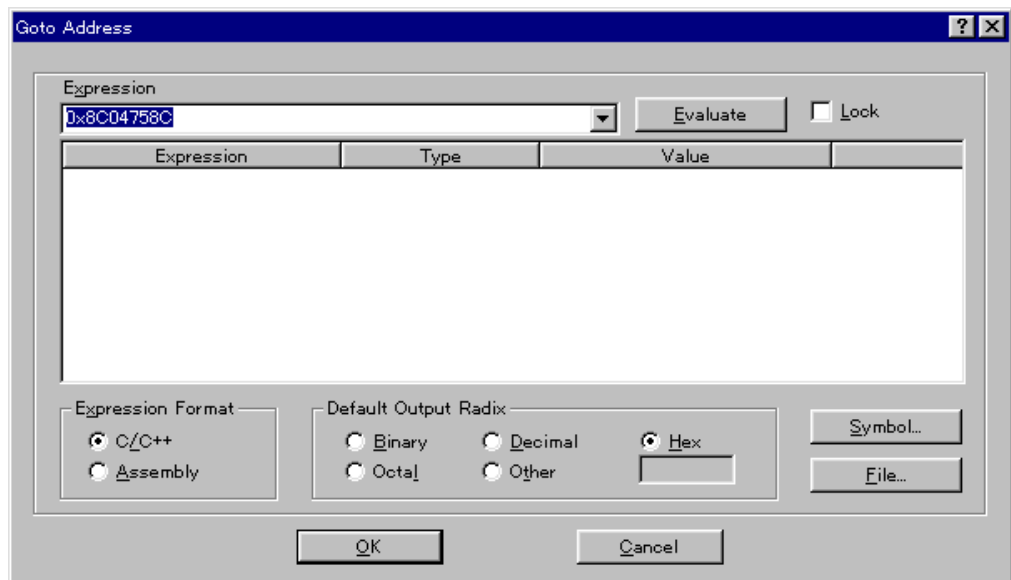 Goto Address
Expression
0x8C04758C
Evaluate
Lock
Expression Type Value
Expression Format
C/C++
Assembly
Default Output Radix
Binary Decimal Hex
Octal Other
Symbol...
File...
OK Cancel